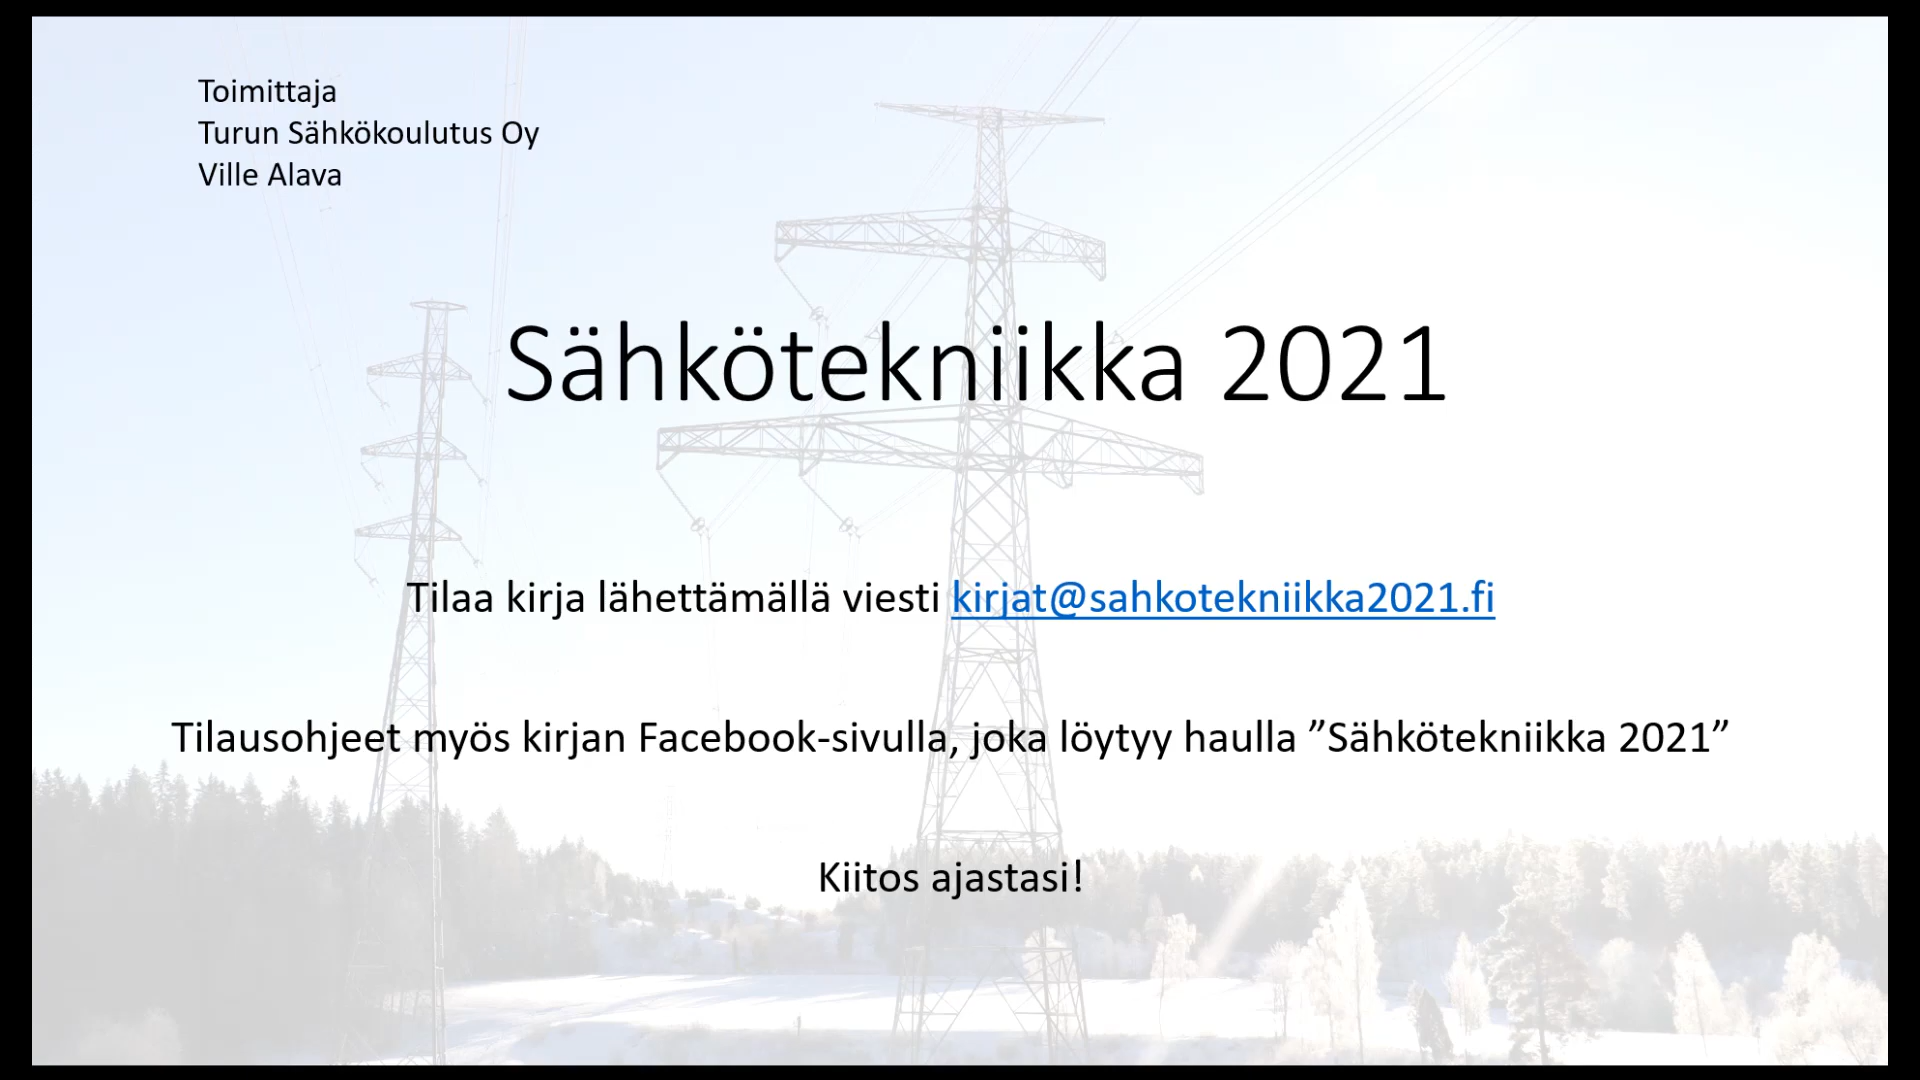 Toimittaja
Turun Sähkökoulutus Oy
Ville Alava
Sähkötekniikka 2021
Tilaa kirja lähettämällä viesti kirjat@sahkotekniikka2021.fi
Tilausohjeet myös kirjan Facebook-sivulla, joka löytyy haulla ”Sähkötekniikka 2021”
Kiitos ajastasi!